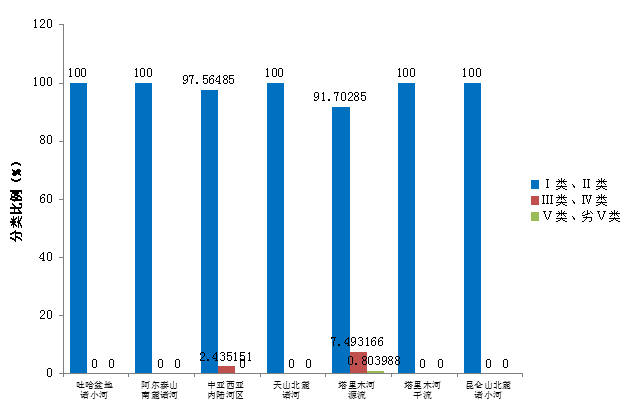 120
100
80
60
40
20
0
分类比例（%）
100
0 0
100
0 0
97.56485
2.435151
0
100
0 0
91.70285
7.493166
0.803988
100
0 0
100
0 0
吐哈盆地
诸小河
阿尔泰山
南麓诸河
中亚西亚
内陆河区
天山北麓
诸河
塔里木河
源流
塔里木河
干流
昆仑山北麓
诸小河
Ⅰ类、Ⅱ类
Ⅲ类、Ⅳ类
Ⅴ类、劣Ⅴ类